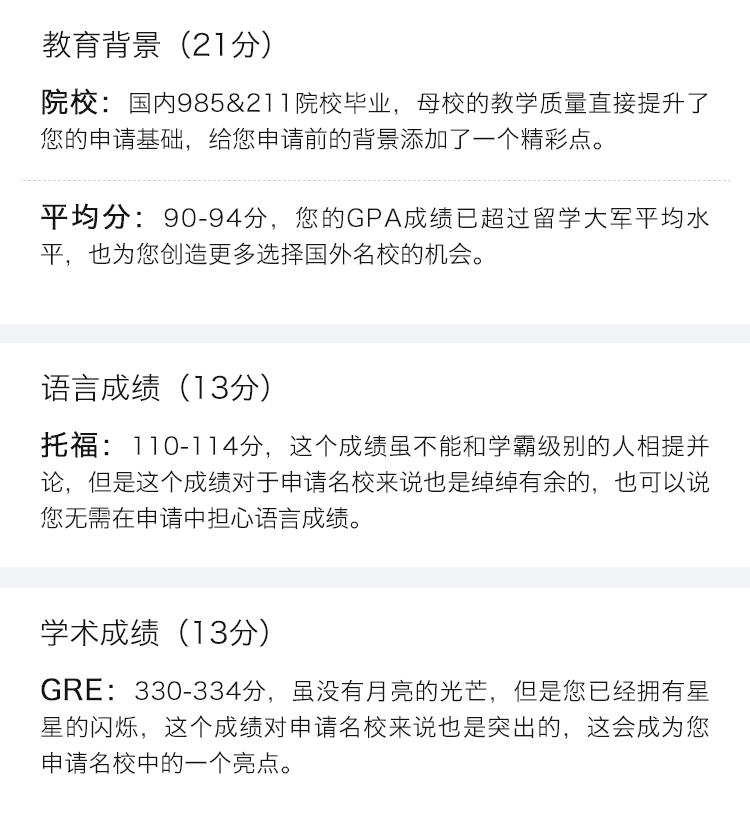 教育背景（21分）
院校：国内985&211院校毕业，母校的教学质量直接提升了
您的申请基础，给您申请前的背景添加了一个精彩点。
平均分：90-94分，您的GPA成绩已超过留学大军平均水
平，也为您创造更多选择国外名校的机会。
语言成绩（13分）
托福：110-114分，这个成绩虽不能和学霸级别的人相提并
论，但是这个成绩对于申请名校来说也是绰绰有余的，也可以说
您无需在申请中担心语言成绩。
学术成绩（13分）
GRE：330-334分，虽没有月亮的光芒，但是您已经拥有星
星的闪烁，这个成绩对申请名校来说也是突出的，这会成为您
申请名校中的一个亮点。